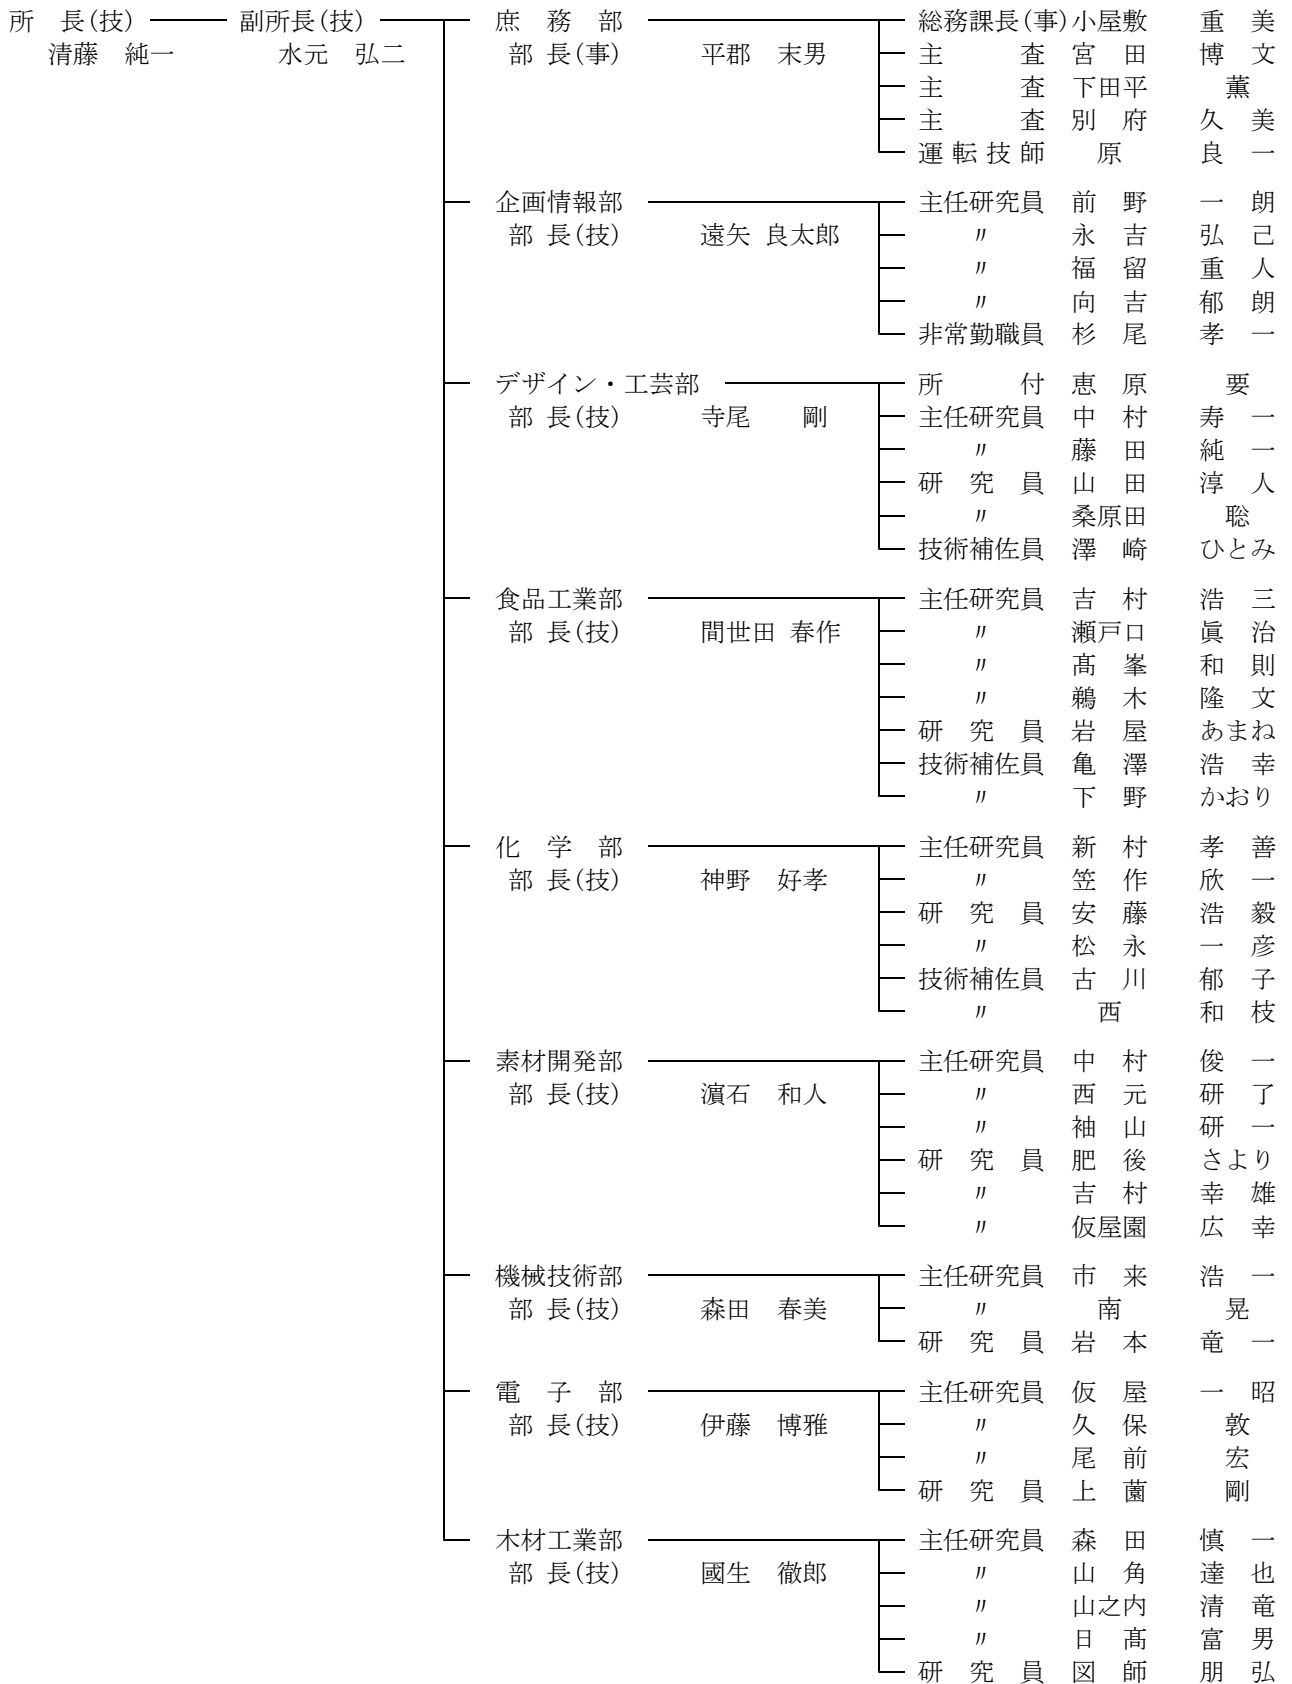 所　長(技)　副所長(技)　庶　務　部　総務課長(事)小屋敷　重　美
清藤　純一　水元　弘二　部 長(事)　平郡　末男　主　　　査　宮　田　博　文
主　　　査　下田平　薫
主　　　査　別　府　久　美
運転技師　原　良　一
企画情報部　主任研究員　前　野　一　朗
部 長(技)　遠矢 良太郎　〃　永　吉　弘　己
〃　福　留　重　人
〃　向　吉　郁　朗
非常勤職員　杉　尾　孝　一
デザイン・工芸部　所　　　付　恵　原　要
部 長(技)　寺尾　剛　主任研究員　中　村　寿　一
〃　藤　田　純　一
研　究　員　山　田　淳　人
〃　桑原田　聡
技術補佐員　澤　崎　ひとみ
食品工業部　主任研究員　吉　村　浩　三
部 長(技)　間世田 春作　〃　瀬戸口　眞　治
〃　髙　峯　和　則
〃　鵜　木　隆　文
研　究　員　岩　屋　あまね
技術補佐員　亀　澤　浩　幸
〃　下　野　かおり
化　学　部　主任研究員　新　村　孝　善
部 長(技)　神野　好孝　〃　笠　作　欣　一
研　究　員　安　藤　浩　毅
〃　松　永　一　彦
技術補佐員　古　川　郁　子
〃　西　和　枝
素材開発部　主任研究員　中　村　俊　一
部 長(技)　濵石　和人　〃　西　元　研　了
〃　袖　山　研　一
研　究　員　肥　後　さより
〃　吉　村　幸　雄
〃　仮屋園　広　幸
機械技術部　主任研究員　市　来　浩　一
部 長(技)　森田　春美　〃　南　晃
研　究　員　岩　本　竜　一
電　子　部　主任研究員　仮　屋　一　昭
部 長(技)　伊藤　博雅　〃　久　保　敦
〃　尾　前　宏
研　究　員　上　薗　剛
木材工業部　主任研究員　森　田　慎　一
部 長(技)　國生　徹郎　〃　山　角　達　也
〃　山之内　清　竜
〃　日　髙　富　男
研　究　員　図　師　朋　弘